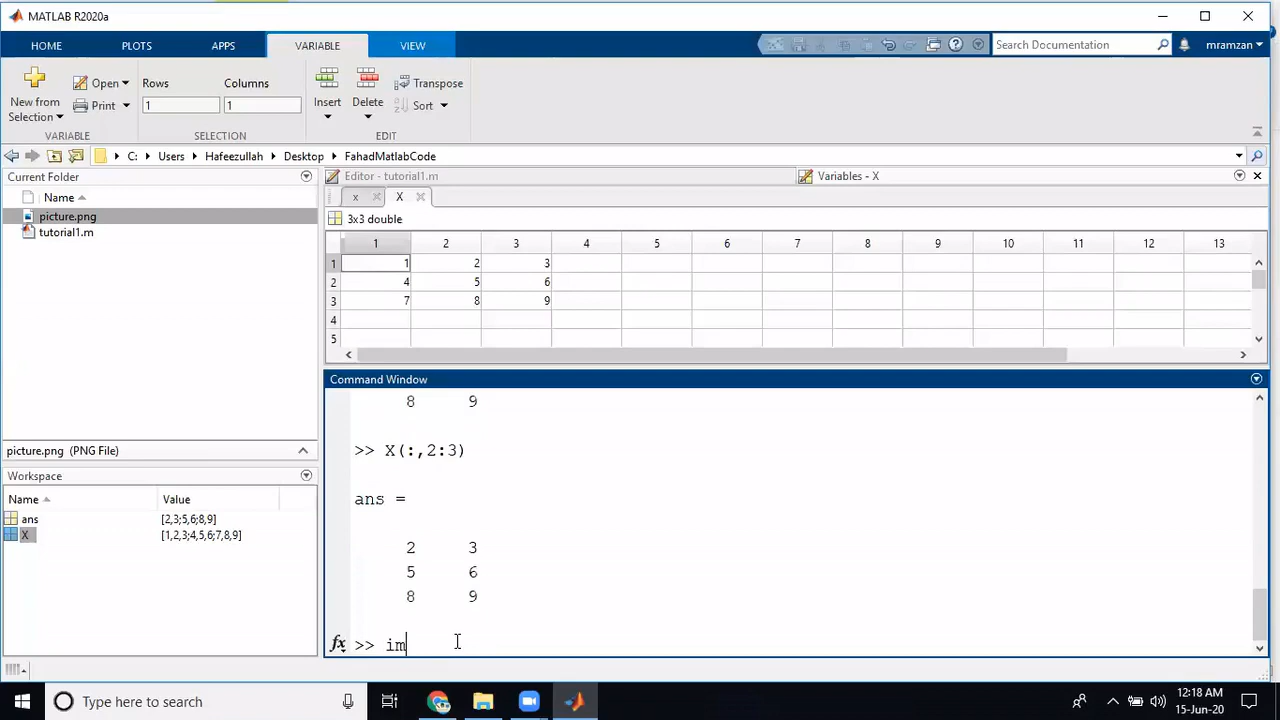 MATLAB R2020a
HOME PLOTS APPS VARIABLE VIEW
Search Documentation mramzan
New from Selection Open Print
Rows Columns
1 1
Insert Delete Transpose Sort
VARIABLE SELECTION EDIT
C: Users Hafeezullah Desktop FahadMatlabCode
Current Folder
Name
picture.png
tutorial1.m
picture.png (PNG File)
Workspace
Name Value
ans [2,3;5,6;8,9]
X [1,2,3;4,5,6;7,8,9]
Editor - tutorial1.m Variables - X
x X
3x3 double
1 2 3 4 5 6 7 8 9 10 11 12 13
1 1 2 3
2 4 5 6
3 7 8 9
4
5
Command Window
8 9
>> X(:,2:3)
ans =
2 3
5 6
8 9
fx >> im
Type here to search
12:18 AM
15-Jun-20